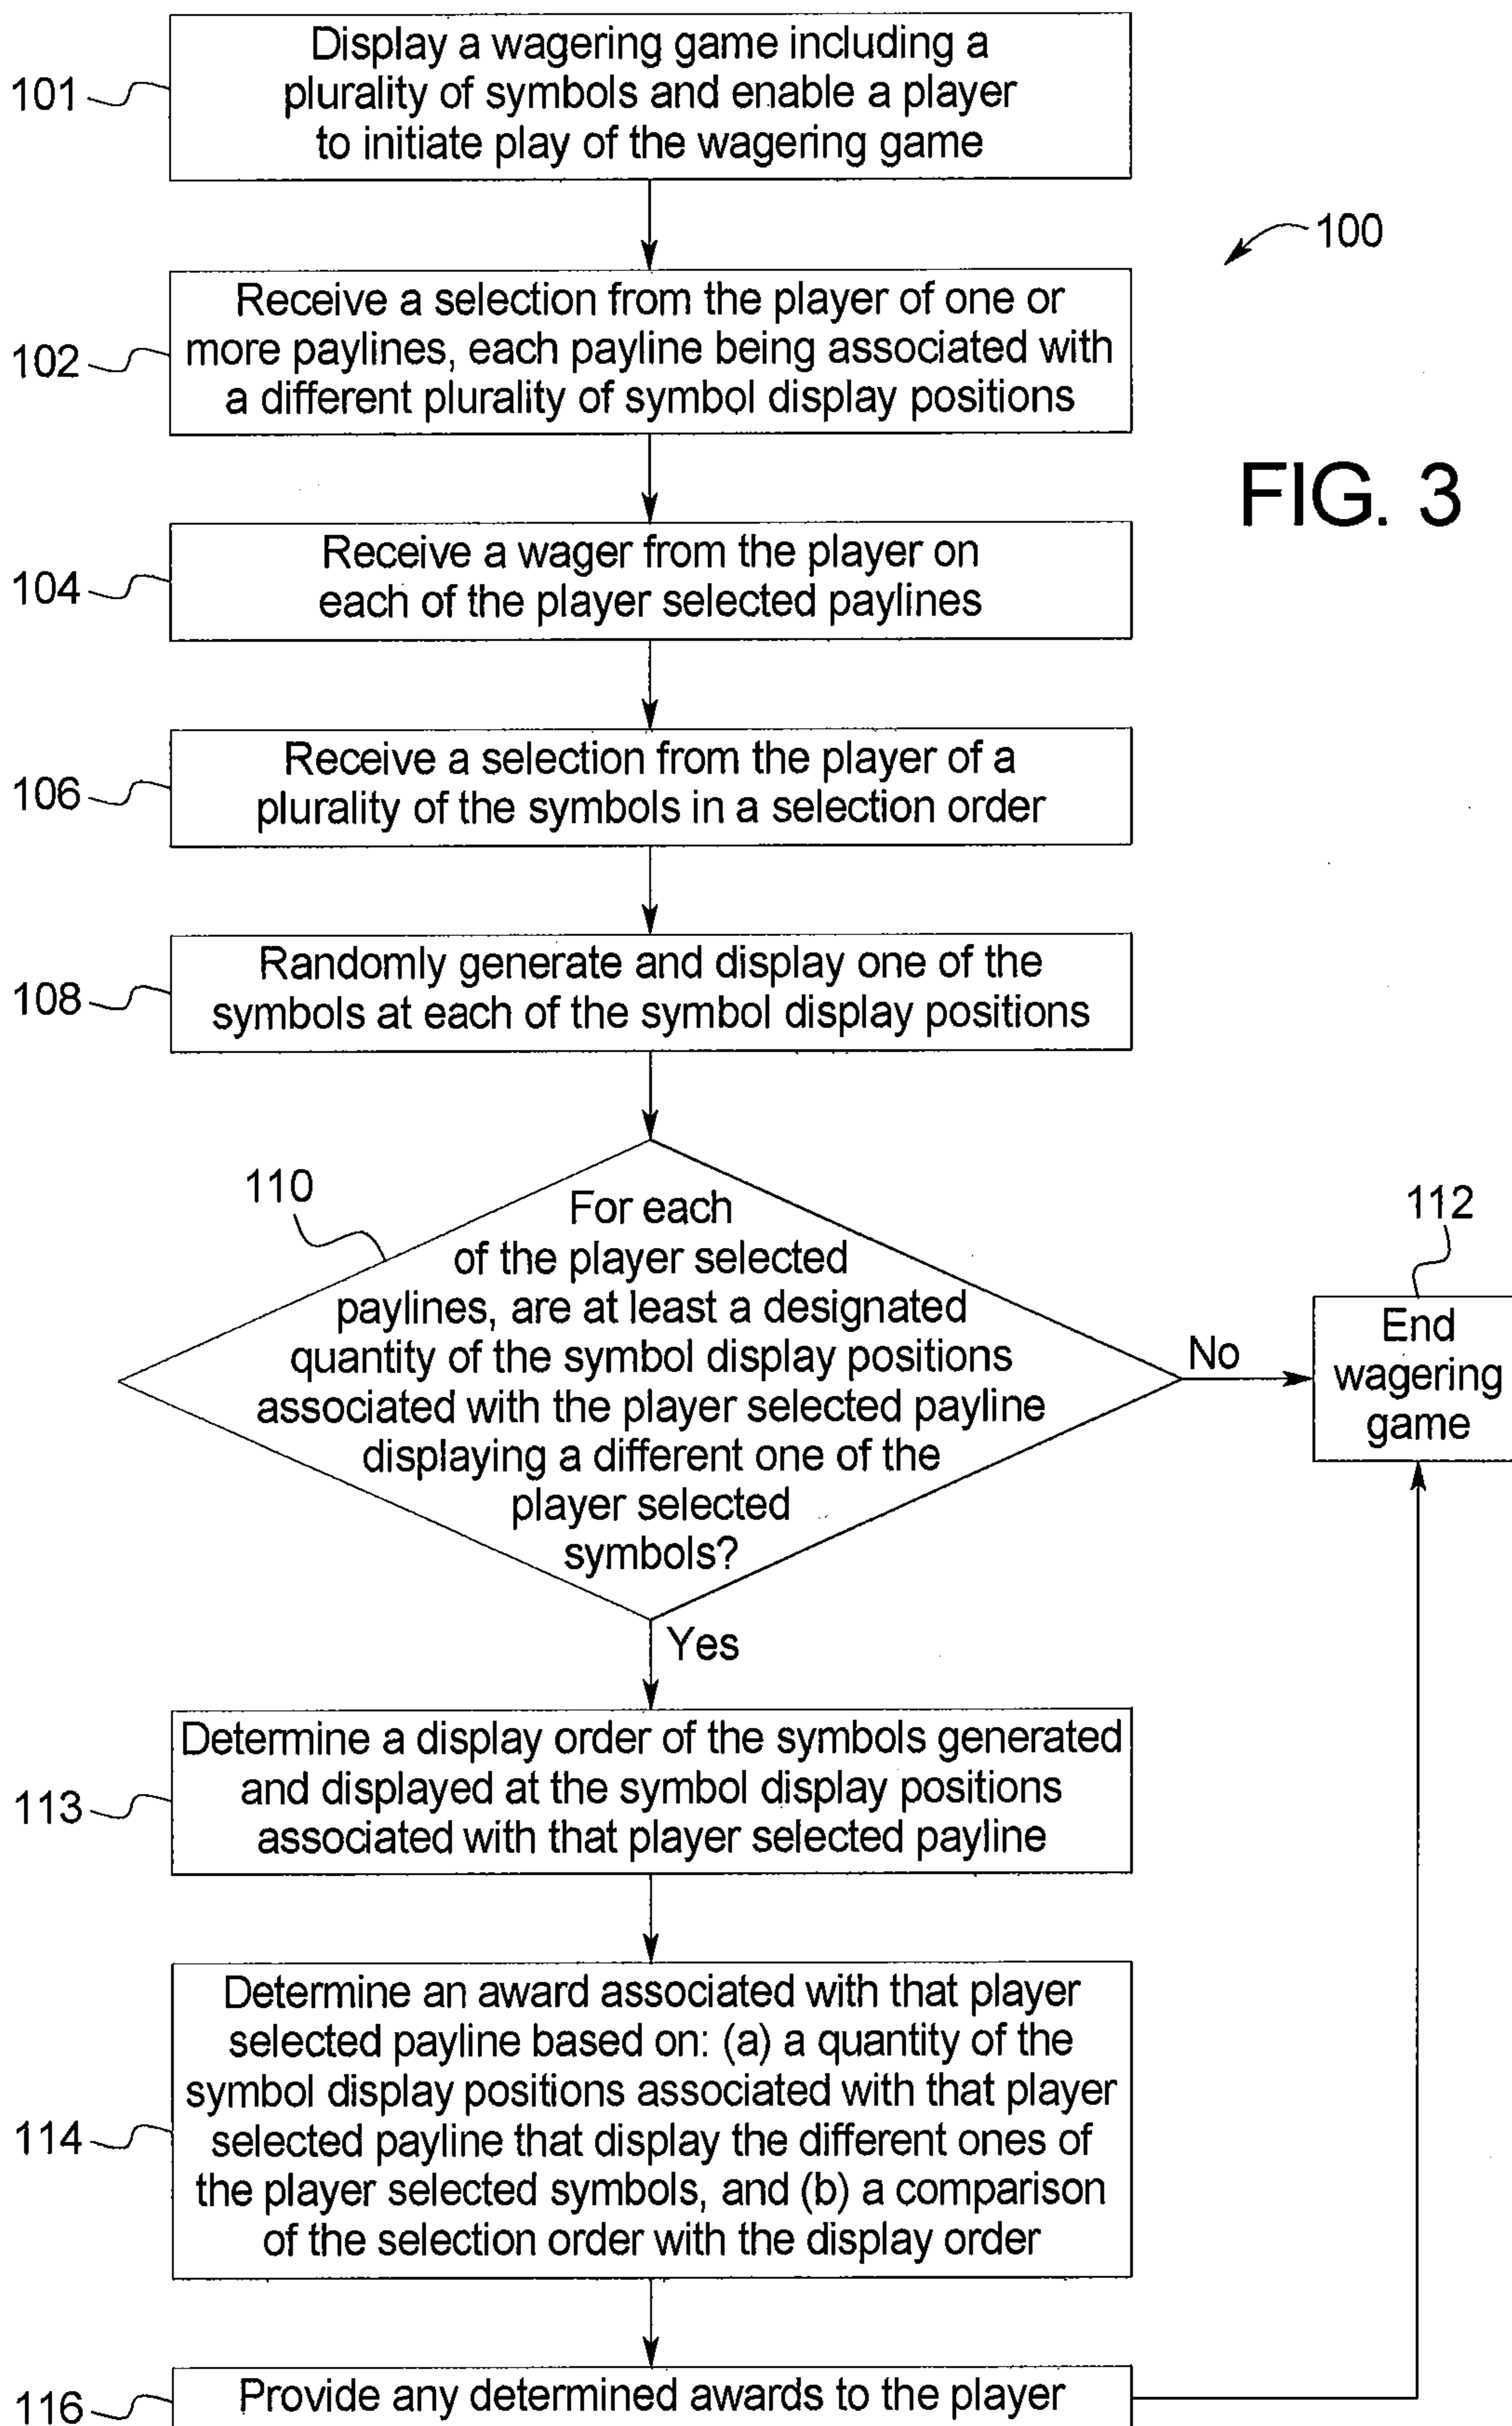 101
Display a wagering game including a
plurality of symbols and enable a player
to initiate play of the wagering game
100
102
Receive a selection from the player of one or
more paylines, each payline being associated with
a different plurality of symbol display positions
FIG. 3
104
Receive a wager from the player on
each of the player selected paylines
106
Receive a selection from the player of a
plurality of the symbols in a selection order
108
Randomly generate and display one of the
symbols at each of the symbol display positions
110
For each
of the player selected
paylines, are at least a designated
quantity of the symbol display positions
associated with the player selected payline
displaying a different one of the
player selected
symbols?
No
112
End
wagering
game
Yes
113
Determine a display order of the symbols generated
and displayed at the symbol display positions
associated with that player selected payline
114
Determine an award associated with that player
selected payline based on: (a) a quantity of the
symbol display positions associated with that player
selected payline that display the different ones of
the player selected symbols, and (b) a comparison
of the selection order with the display order
116
Provide any determined awards to the player